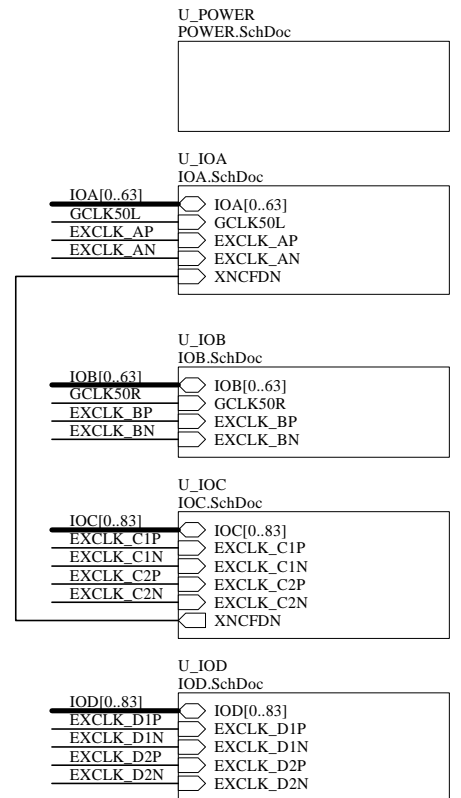 U_POWER
POWER.SchDoc
U_IOA
IOA.SchDoc
IOA[0..63] IOA[0..63]
GCLK50L GCLK50L
EXCLK_AP EXCLK_AP
EXCLK_AN EXCLK_AN
XNCFDN
U_IOB
IOB.SchDoc
IOB[0..63] IOB[0..63]
GCLK50R GCLK50R
EXCLK_BP EXCLK_BP
EXCLK_BN EXCLK_BN
U_IOC
IOC.SchDoc
IOC[0..83] IOC[0..83]
EXCLK_C1P EXCLK_C1P
EXCLK_C1N EXCLK_C1N
EXCLK_C2P EXCLK_C2P
EXCLK_C2N EXCLK_C2N
XNCFDN
U_IOD
IOD.SchDoc
IOD[0..83] IOD[0..83]
EXCLK_D1P EXCLK_D1P
EXCLK_D1N EXCLK_D1N
EXCLK_D2P EXCLK_D2P
EXCLK_D2N EXCLK_D2N